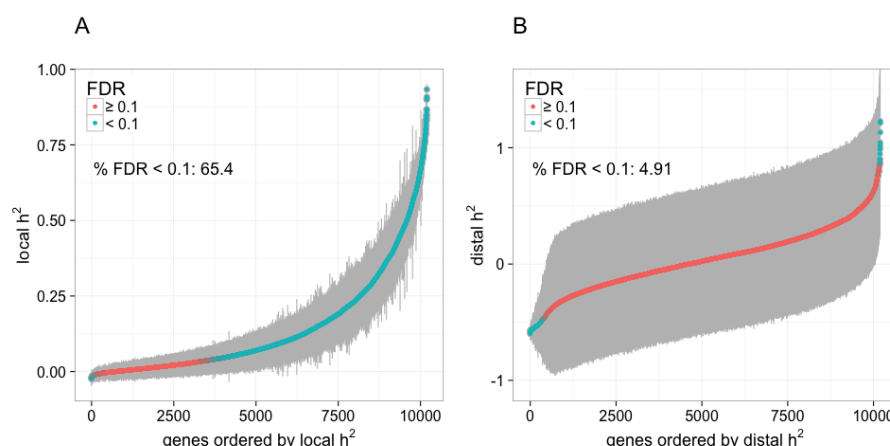 A
1.00
0.75
0.50
0.25
0.00
local h²
FDR
≥ 0.1
< 0.1
% FDR < 0.1: 65.4
0
2500
5000
7500
10000
genes ordered by local h²
B
1
0
-1
distal h²
FDR
≥ 0.1
< 0.1
% FDR < 0.1: 4.91
0
2500
5000
7500
10000
genes ordered by distal h²